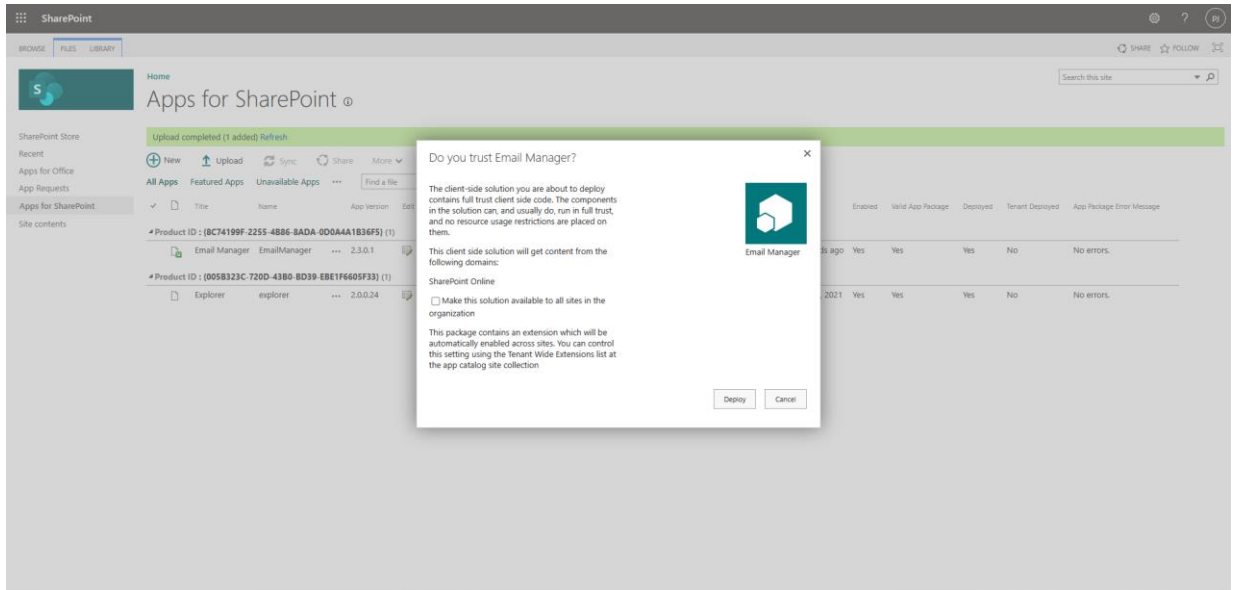 SharePoint
?
PJ
BROWSE FILES LIBRARY
SHARE FOLLOW
S
Home
Apps for SharePoint
Search this site
SharePoint Store
Recent
Apps for Office
App Requests
Apps for SharePoint
Site contents
Upload completed (1 added) Refresh
New Upload Sync Share More
All Apps Featured Apps Unavailable Apps ... Find a file
Title Name App Version Edit Enabled Valid App Package Deployed Tenant Deployed App Package Error Message
Product ID : {8C74199F-2255-4B86-8ADA-0D0A4A1B36F5} (1)
Email Manager EmailManager ... 2.3.0.1 ds ago Yes Yes Yes No No errors.
Product ID : {005B323C-720D-43B0-BD39-EBE1F6605F33} (1)
Explorer explorer ... 2.0.0.24 , 2021 Yes Yes Yes No No errors.
Do you trust Email Manager?
The client-side solution you are about to deploy
contains full trust client side code. The components
in the solution can, and usually do, run in full trust,
and no resource usage restrictions are placed on
them.
This client side solution will get content from the
following domains:
SharePoint Online
Make this solution available to all sites in the
organization
This package contains an extension which will be
automatically enabled across sites. You can control
this setting using the Tenant Wide Extensions list at
the app catalog site collection
Email Manager
Deploy Cancel